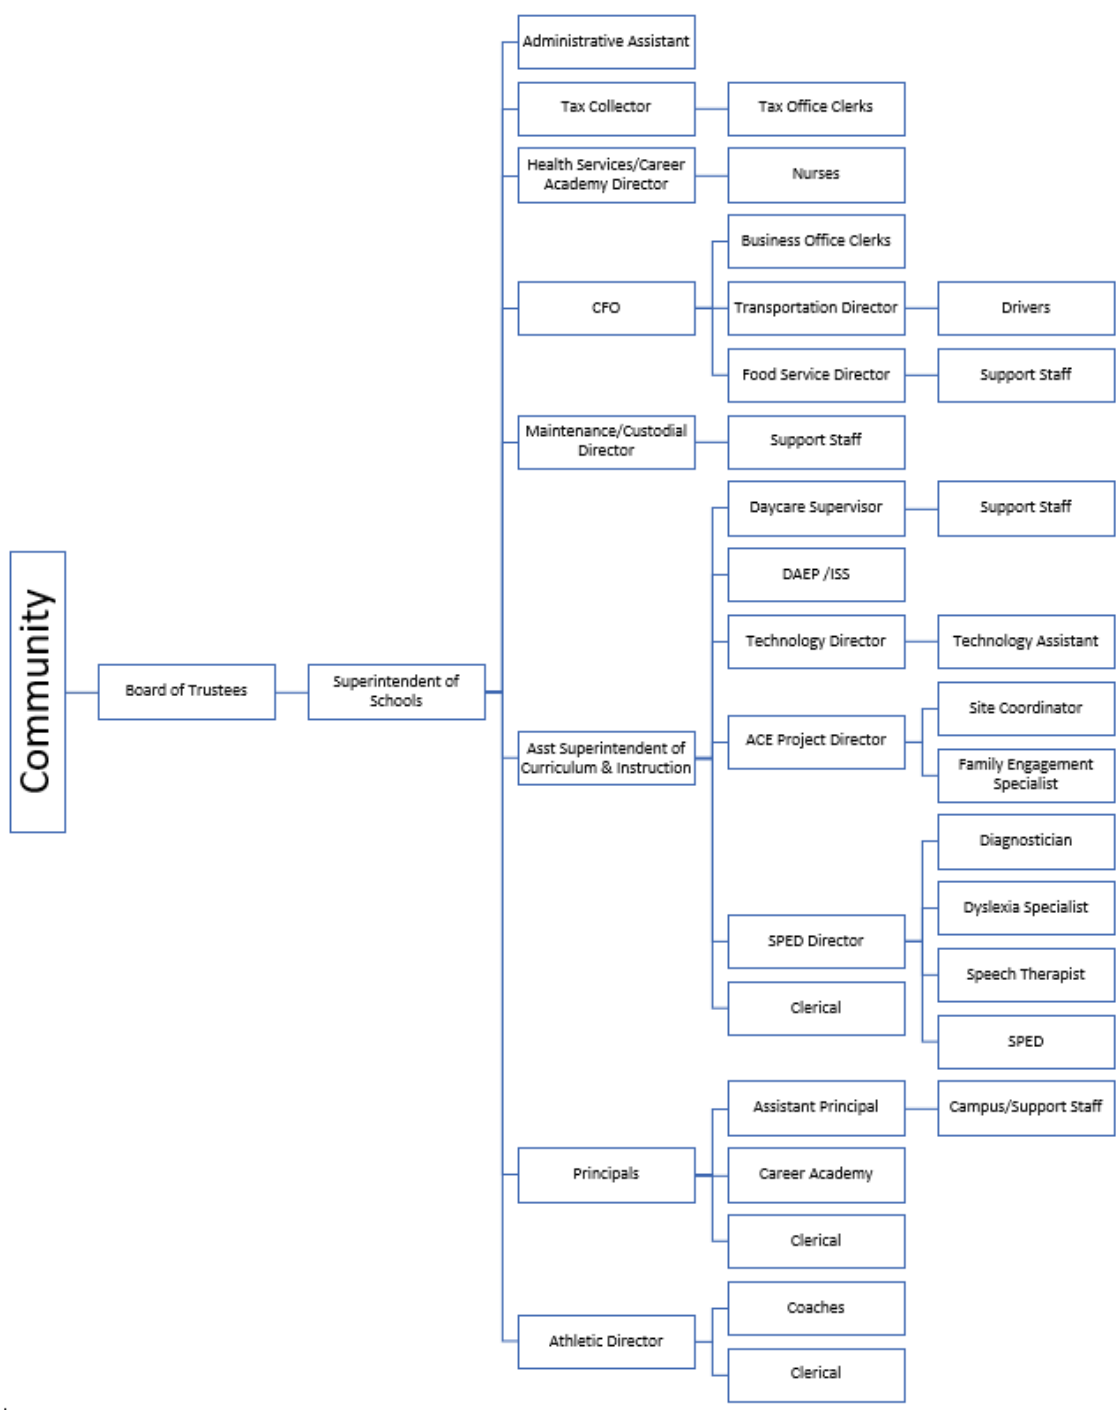 Administrative Assistant
Tax Collector
Tax Office Clerks
Health Services/Career
Academy Director
Nurses
Business Office Clerks
CFO
Transportation Director
Drivers
Food Service Director
Support Staff
Maintenance/Custodial
Director
Support Staff
Daycare Supervisor
Support Staff
DAEP /ISS
Technology Director
Technology Assistant
Community
Board of Trustees
Superintendent of
Schools
Asst Superintendent of
Curriculum & Instruction
ACE Project Director
Site Coordinator
Family Engagement
Specialist
Diagnostician
Dyslexia Specialist
SPED Director
Speech Therapist
Clerical
SPED
Assistant Principal
Campus/Support Staff
Principals
Career Academy
Clerical
Coaches
Athletic Director
Clerical